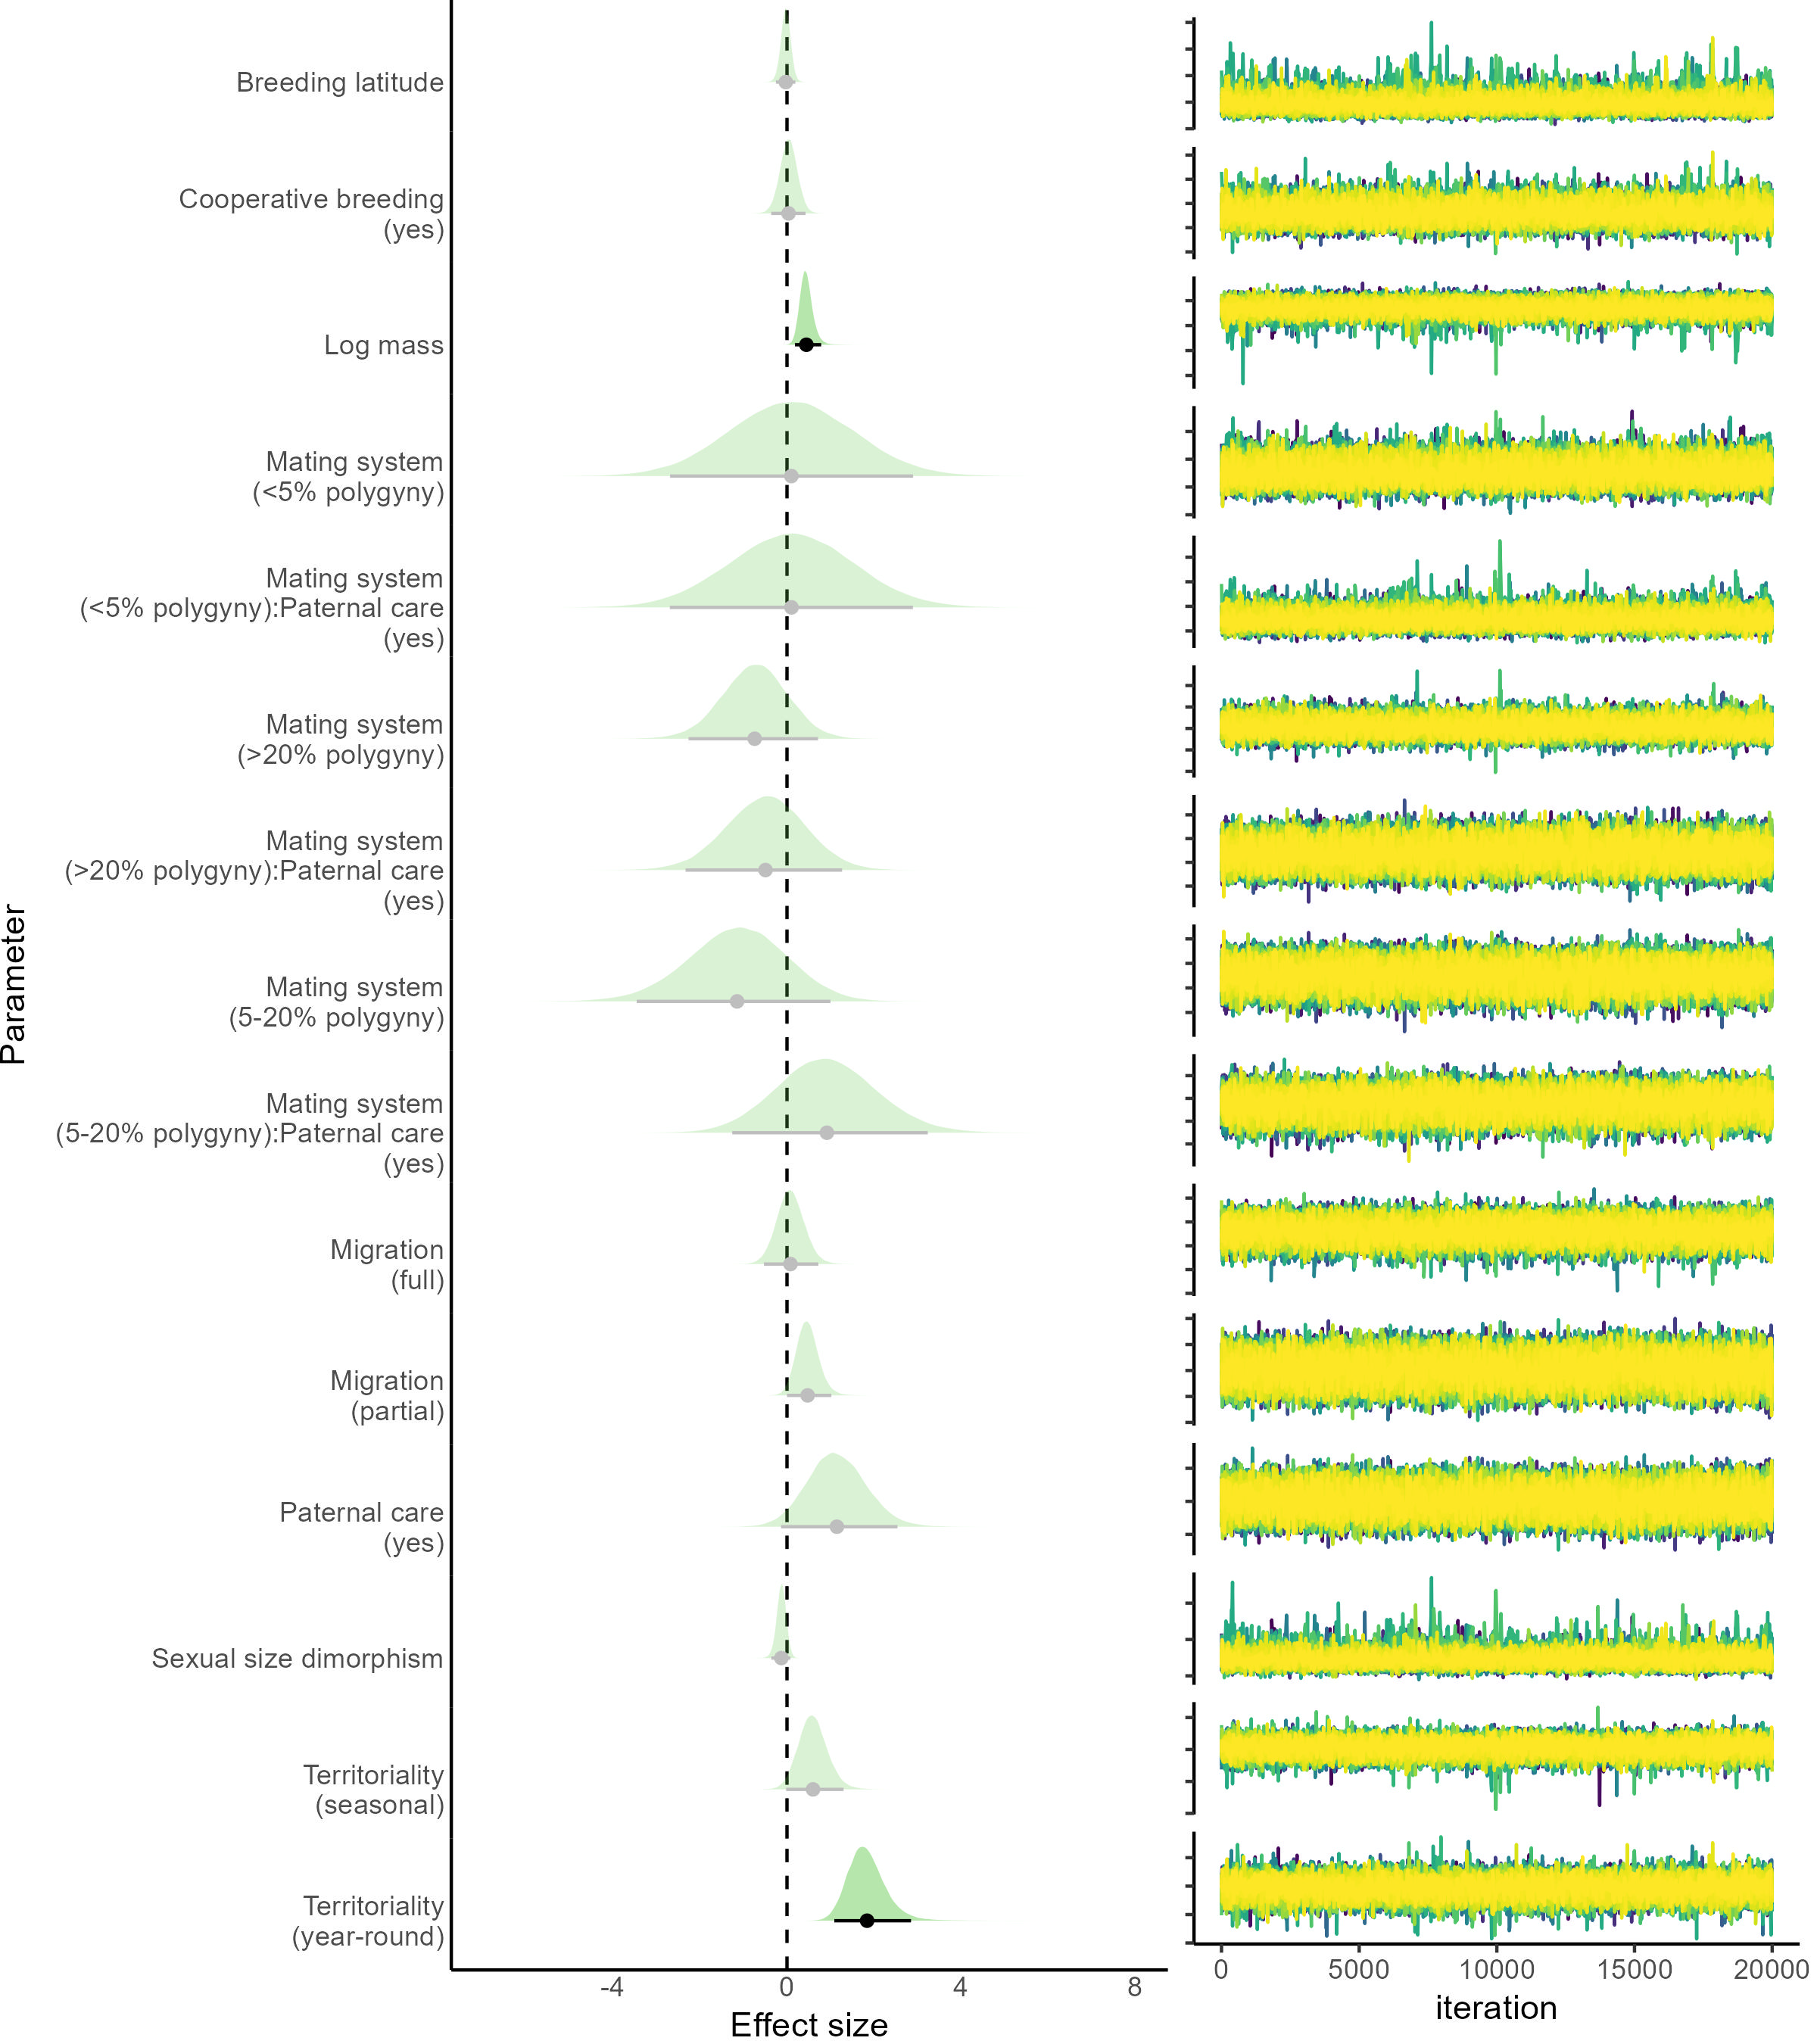 Parameter
Breeding latitude
Cooperative breeding
(yes)
Log mass
Mating system
(<5% polygyny)
Mating system
(<5% polygyny):Paternal care
(yes)
Mating system
(>20% polygyny)
Mating system
(>20% polygyny):Paternal care
(yes)
Mating system
(5-20% polygyny)
Mating system
(5-20% polygyny):Paternal care
(yes)
Migration
(full)
Migration
(partial)
Paternal care
(yes)
Sexual size dimorphism
Territoriality
(seasonal)
Territoriality
(year-round)
-4 0 4 8
Effect size
0 5000 10000 15000 20000
iteration